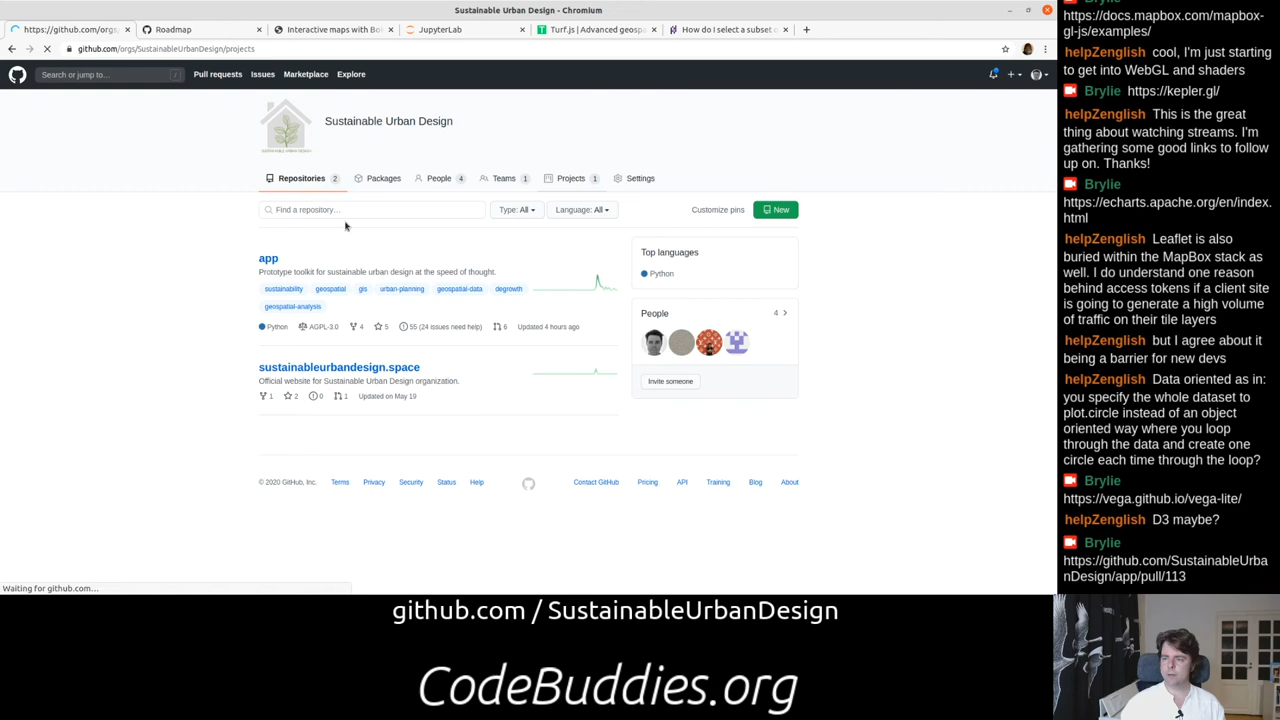 Sustainable Urban Design - Chromium
https://github.com/orgs/
Roadmap
Interactive maps with Bo
JupyterLab
Turf.js | Advanced geosp
How do I select a subset o
github.com/orgs/SustainableUrbanDesign/projects
Search or jump to…
/
Pull requests
Issues
Marketplace
Explore
Sustainable Urban Design
SUSTAINABLE URBAN DESIGN
Repositories 2
Packages
People 4
Teams 1
Projects 1
Settings
Find a repository…
Type: All
Language: All
Customize pins
New
app
Prototype toolkit for sustainable urban design at the speed of thought.
sustainability geospatial gis urban-planning geospatial-data degrowth
geospatial-analysis
Python AGPL-3.0 4 5 55 (24 issues need help) 6 Updated 4 hours ago
sustainableurbandesign.space
Official website for Sustainable Urban Design organization.
1 2 0 1 Updated on May 19
Top languages
Python
People 4
Invite someone
© 2020 GitHub, Inc.
Terms
Privacy
Security
Status
Help
Contact GitHub
Pricing
API
Training
Blog
About
Waiting for github.com…
https://docs.mapbox.com/mapbox-
gl-js/examples/
helpZenglish cool, I'm just starting
to get into WebGL and shaders
Brylie https://kepler.gl/
helpZenglish This is the great
thing about watching streams. I'm
gathering some good links to follow
up on. Thanks!
Brylie
https://echarts.apache.org/en/index.
html
helpZenglish Leaflet is also
buried within the MapBox stack as
well. I do understand one reason
behind access tokens if a client site
is going to generate a high volume
of traffic on their tile layers
helpZenglish but I agree about it
being a barrier for new devs
helpZenglish Data oriented as in:
you specify the whole dataset to
plot.circle instead of an object
oriented way where you loop
through the data and create one
circle each time through the loop?
Brylie
https://vega.github.io/vega-lite/
helpZenglish D3 maybe?
Brylie
https://github.com/SustainableUrba
nDesign/app/pull/113
github.com / SustainableUrbanDesign
CodeBuddies.org